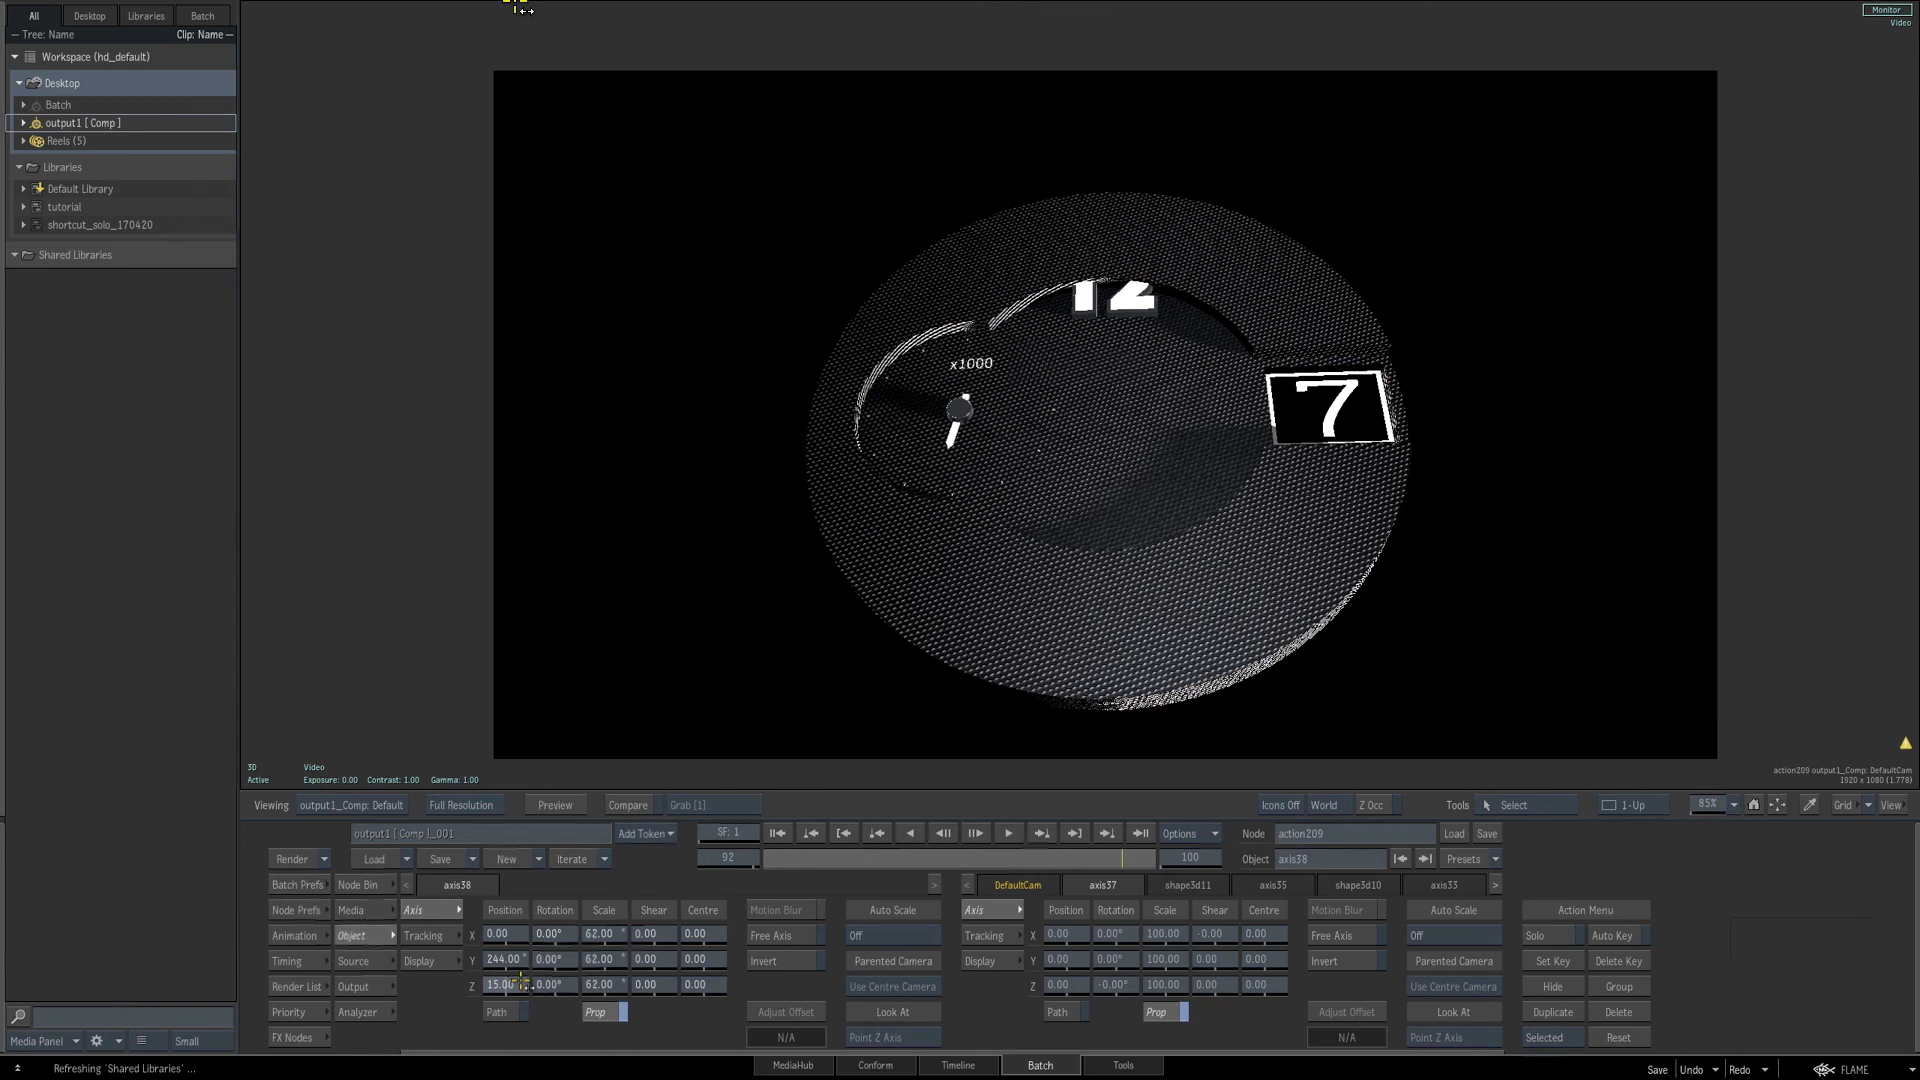 All Desktop Libraries Batch
Tree: Name Clip: Name
Workspace (hd_default)
Desktop
Batch
output1 [ Comp ]
Reels (5)
Libraries
Default Library
tutorial
shortcut_solo_170420
Shared Libraries
Monitor
Video
12
x1000
7
3D Video
Active Exposure: 0.00 Contrast: 1.00 Gamma: 1.00
action209 output1_Comp: DefaultCam
1920 x 1080 (1.778)
Viewing output1_Comp: Default Full Resolution Preview Compare Grab [1] Icons Off World Z Occ Tools Select 1-Up 85% Grid View
output1 [ Comp ]_001 Add Token SF: 1 Options Node action209 Load Save
Render Load Save New Iterate 92 100 Object axis38 Presets
Batch Prefs Node Bin < axis38 > < DefaultCam axis37 shape3d11 axis35 shape3d10 axis33 >
Node Prefs Media Axis Position Rotation Scale Shear Centre Motion Blur Auto Scale Axis Position Rotation Scale Shear Centre Motion Blur Auto Scale Action Menu
Animation Object Tracking X 0.00 0.00° 62.00 0.00 0.00 Free Axis Off Tracking X 0.00 0.00° 100.00 -0.00 0.00 Free Axis Off Solo Auto Key
Timing Source Display Y 244.00 0.00° 62.00 0.00 0.00 Invert Parented Camera Display Y 0.00 0.00° 100.00 0.00 0.00 Invert Parented Camera Set Key Delete Key
Render List Output Z 15.00 0.00° 62.00 0.00 0.00 Use Centre Camera Z 0.00 -0.00° 100.00 0.00 0.00 Use Centre Camera Hide Group
Priority Analyzer Path Prop Adjust Offset Look At Path Prop Adjust Offset Look At Duplicate Delete
FX Nodes N/A Point Z Axis N/A Point Z Axis Selected Reset
Media Panel Small
Refreshing 'Shared Libraries' ... MediaHub Conform Timeline Batch Tools Save Undo Redo FLAME